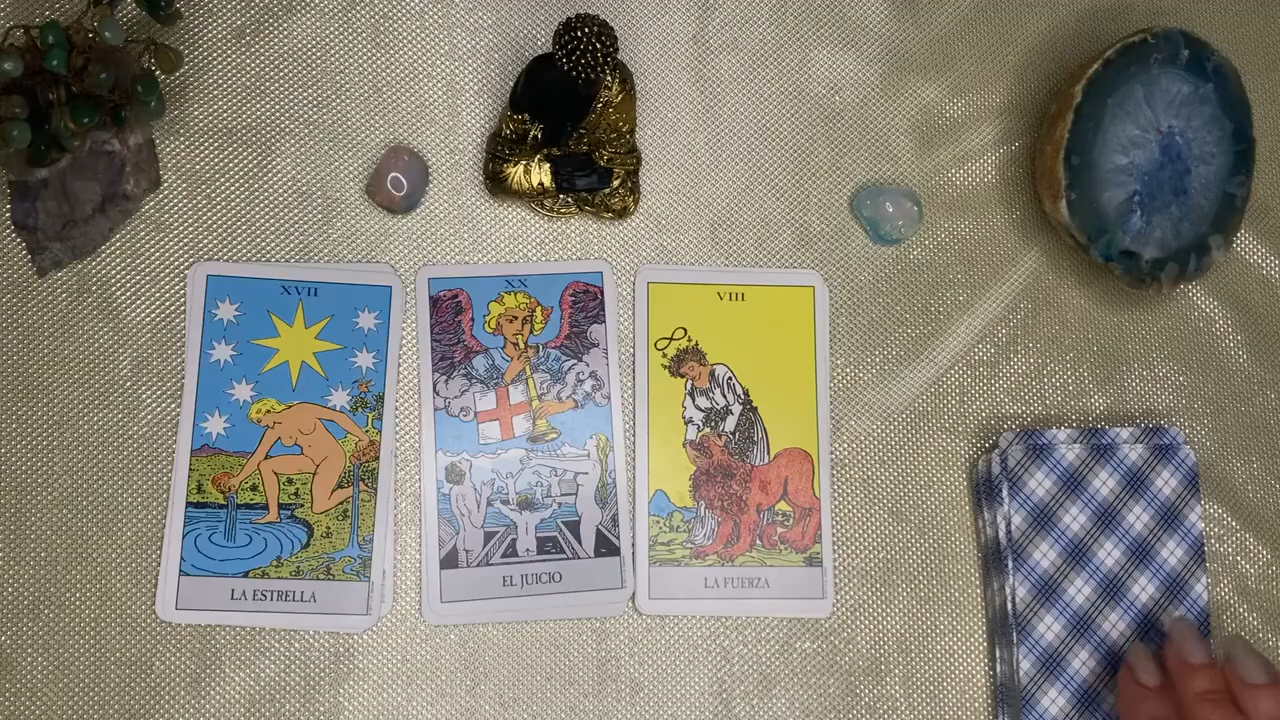 XVII
LA ESTRELLA
XX
EL JUICIO
VIII
LA FUERZA